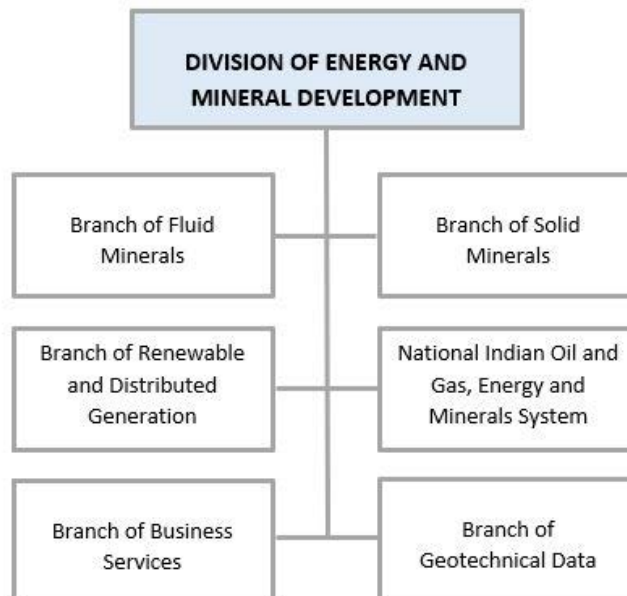 DIVISION OF ENERGY AND
MINERAL DEVELOPMENT
Branch of Fluid
Minerals
Branch of Solid
Minerals
Branch of Renewable
and Distributed
Generation
National Indian Oil and
Gas, Energy and
Minerals System
Branch of Business
Services
Branch of
Geotechnical Data